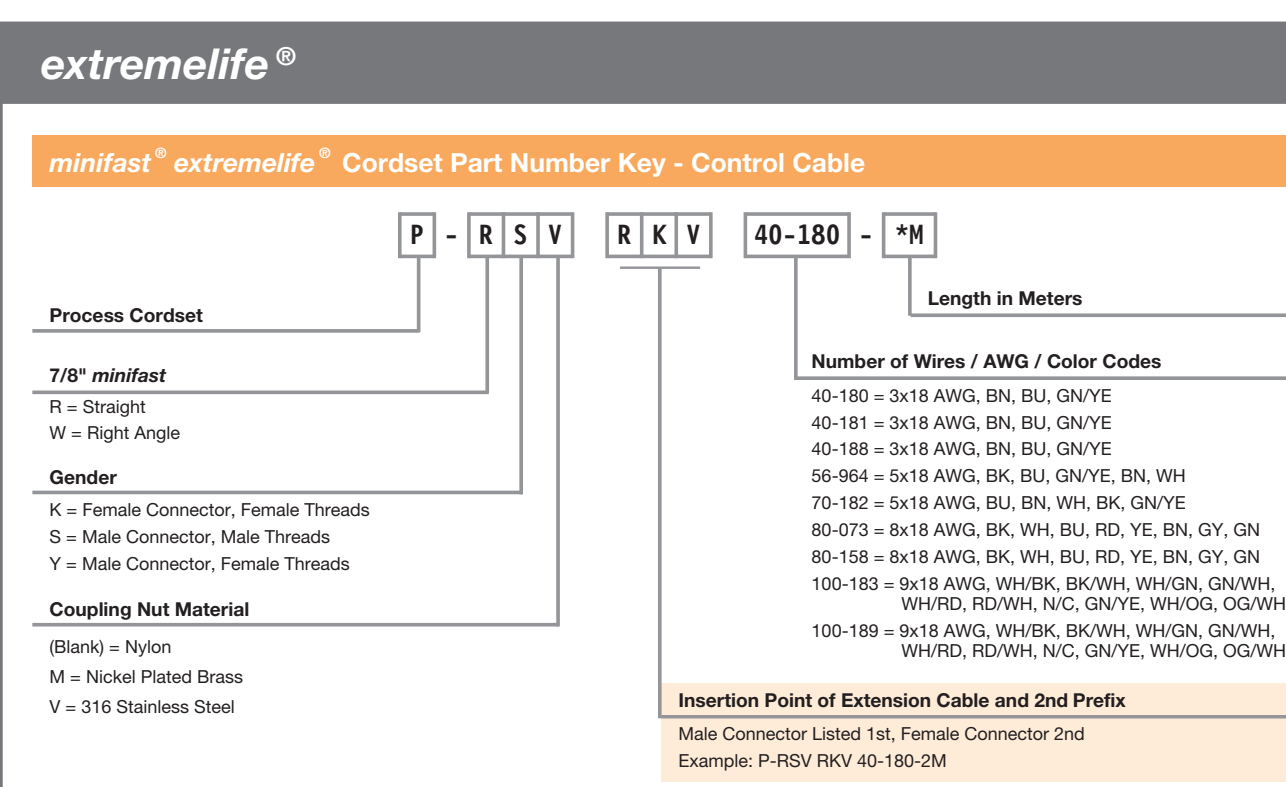 extremelife ®
minifast ® extremelife ® Cordset Part Number Key - Control Cable
P - R S V R K V 40-180 - *M
Length in Meters
Process Cordset
7/8" minifast
R = Straight
W = Right Angle
Gender
K = Female Connector, Female Threads
S = Male Connector, Male Threads
Y = Male Connector, Female Threads
Coupling Nut Material
(Blank) = Nylon
M = Nickel Plated Brass
V = 316 Stainless Steel
Number of Wires / AWG / Color Codes
40-180 = 3x18 AWG, BN, BU, GN/YE
40-181 = 3x18 AWG, BN, BU, GN/YE
40-188 = 3x18 AWG, BN, BU, GN/YE
56-964 = 5x18 AWG, BK, BU, GN/YE, BN, WH
70-182 = 5x18 AWG, BU, BN, WH, BK, GN/YE
80-073 = 8x18 AWG, BK, WH, BU, RD, YE, BN, GY, GN
80-158 = 8x18 AWG, BK, WH, BU, RD, YE, BN, GY, GN
100-183 = 9x18 AWG, WH/BK, BK/WH, WH/GN, GN/WH,
WH/RD, RD/WH, N/C, GN/YE, WH/OG, OG/WH
100-189 = 9x18 AWG, WH/BK, BK/WH, WH/GN, GN/WH,
WH/RD, RD/WH, N/C, GN/YE, WH/OG, OG/WH
Insertion Point of Extension Cable and 2nd Prefix
Male Connector Listed 1st, Female Connector 2nd
Example: P-RSV RKV 40-180-2M